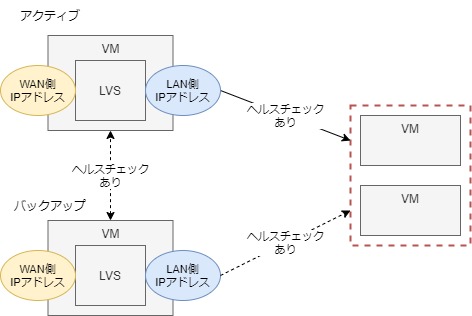 アクティブ
VM
WAN側
IPアドレス
LVS
LAN側
IPアドレス
ヘルスチェック
あり
VM
ヘルスチェック
あり
VM
バックアップ
VM
WAN側
IPアドレス
LVS
LAN側
IPアドレス
ヘルスチェック
あり